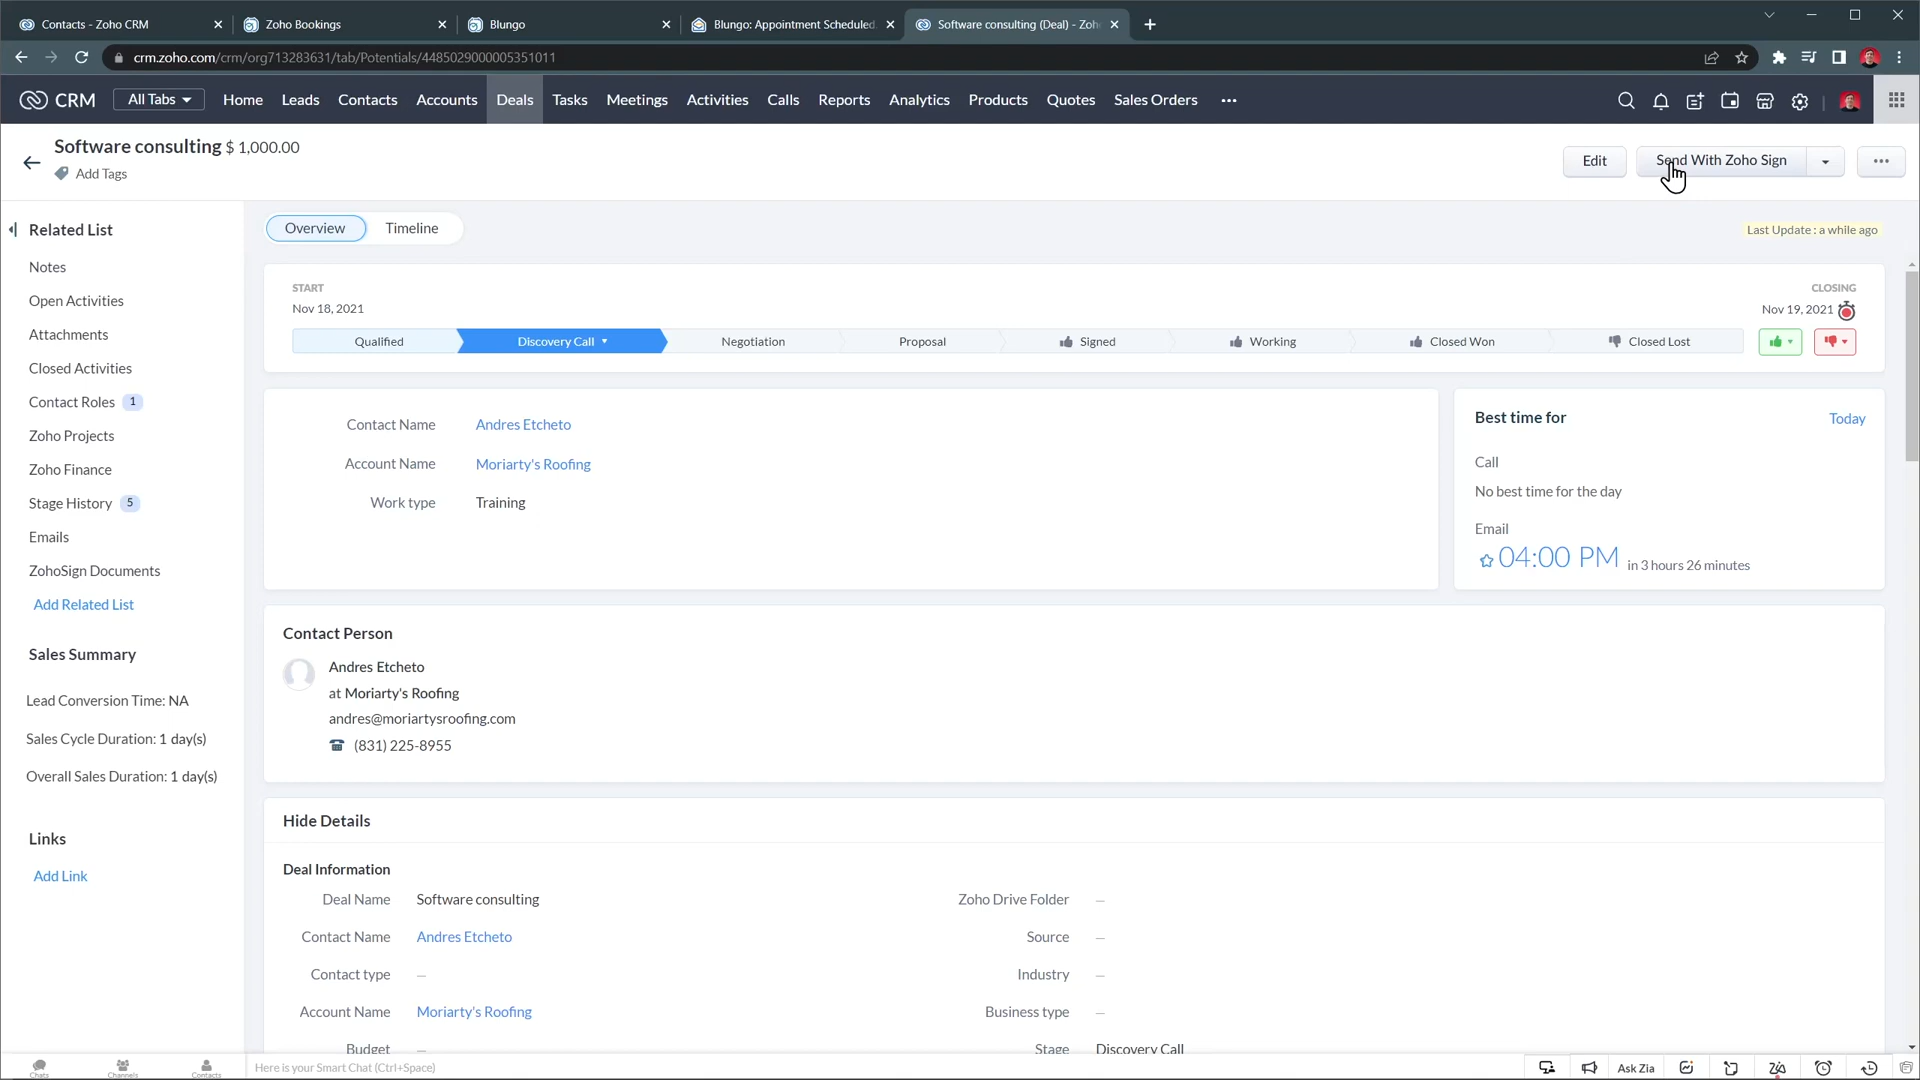 Contacts - Zoho CRM
Zoho Bookings
Blungo
Blungo: Appointment Scheduled.
Software consulting (Deal) - Zoh
crm.zoho.com/crm/org713283631/tab/Potentials/4485029000005351011
CRM
All Tabs
Home
Leads
Contacts
Accounts
Deals
Tasks
Meetings
Activities
Calls
Reports
Analytics
Products
Quotes
Sales Orders
Software consulting $ 1,000.00
Add Tags
Edit
Send With Zoho Sign
Related List
Notes
Open Activities
Attachments
Closed Activities
Contact Roles 1
Zoho Projects
Zoho Finance
Stage History 5
Emails
ZohoSign Documents
Add Related List
Sales Summary
Lead Conversion Time: NA
Sales Cycle Duration: 1 day(s)
Overall Sales Duration: 1 day(s)
Links
Add Link
Overview
Timeline
Last Update : a while ago
START
Nov 18, 2021
CLOSING
Nov 19, 2021
Qualified
Discovery Call
Negotiation
Proposal
Signed
Working
Closed Won
Closed Lost
Contact Name Andres Etcheto
Account Name Moriarty's Roofing
Work type Training
Best time for
Today
Call
No best time for the day
Email
04:00 PM in 3 hours 26 minutes
Contact Person
Andres Etcheto
at Moriarty's Roofing
andres@moriartysroofing.com
(831) 225-8955
Hide Details
Deal Information
Deal Name Software consulting
Zoho Drive Folder —
Contact Name Andres Etcheto
Source —
Contact type —
Industry —
Account Name Moriarty's Roofing
Business type —
Budget —
Stage Discovery Call
Chats
Channels
Contacts
Here is your Smart Chat (Ctrl+Space)
Ask Zia